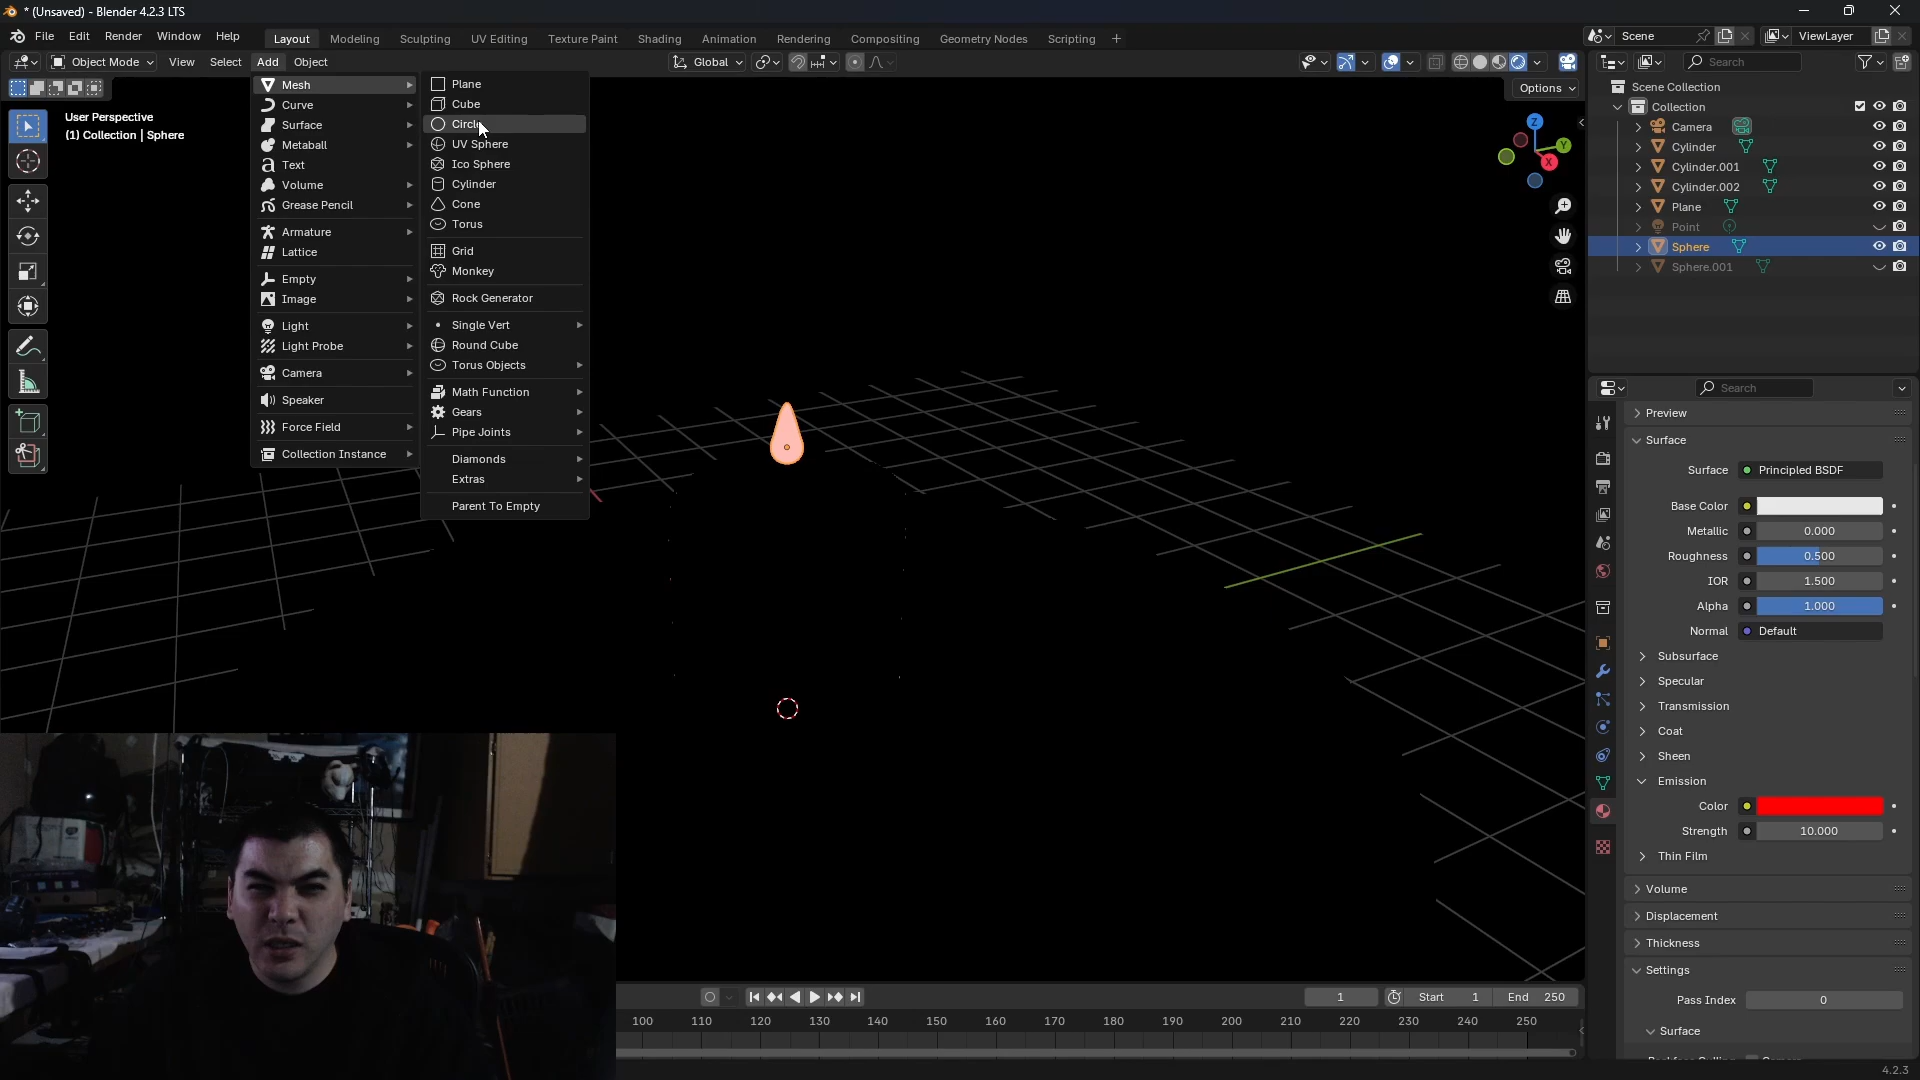 * (Unsaved) - Blender 4.2.3 LTS
File Edit Render Window Help Layout Modeling Sculpting UV Editing Texture Paint Shading Animation Rendering Compositing Geometry Nodes Scripting + Scene ViewLayer
Object Mode View Select Add Object Global Search
Options
User Perspective
(1) Collection | Sphere
Mesh
Curve
Surface
Metaball
Text
Volume
Grease Pencil
Armature
Lattice
Empty
Image
Light
Light Probe
Camera
Speaker
Force Field
Collection Instance
Plane
Cube
Circle
UV Sphere
Ico Sphere
Cylinder
Cone
Torus
Grid
Monkey
Rock Generator
Single Vert
Round Cube
Torus Objects
Math Function
Gears
Pipe Joints
Diamonds
Extras
Parent To Empty
Z
Y
X
Scene Collection
Collection
Camera
Cylinder
Cylinder.001
Cylinder.002
Plane
Point
Sphere
Sphere.001
Search
Preview
Surface
Surface Principled BSDF
Base Color
Metallic 0.000
Roughness 0.500
IOR 1.500
Alpha 1.000
Normal Default
Subsurface
Specular
Transmission
Coat
Sheen
Emission
Color
Strength 10.000
Thin Film
Volume
Displacement
Thickness
Settings
Pass Index 0
Surface
1 Start 1 End 250
100 110 120 130 140 150 160 170 180 190 200 210 220 230 240 250
4.2.3